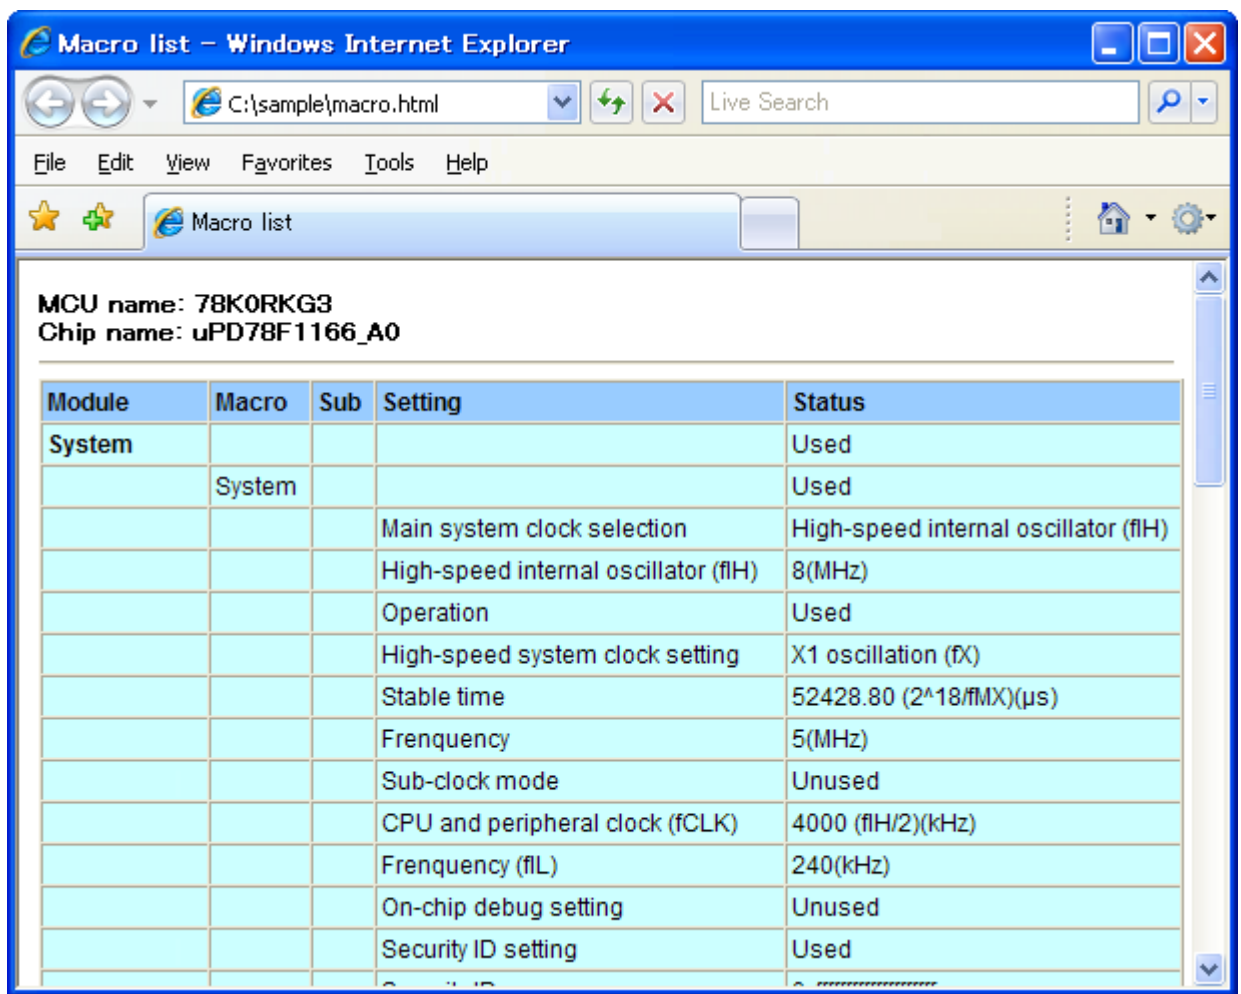 Macro list - Windows Internet Explorer
C:\sample\macro.html Live Search
File Edit View Favorites Tools Help
Macro list
MCU name: 78K0RKG3
Chip name: uPD78F1166_A0
Module Macro Sub Setting Status
System Used
System Used
Main system clock selection High-speed internal oscillator (fIH)
High-speed internal oscillator (fIH) 8(MHz)
Operation Used
High-speed system clock setting X1 oscillation (fX)
Stable time 52428.80 (2^18/fMX)(µs)
Frenquency 5(MHz)
Sub-clock mode Unused
CPU and peripheral clock (fCLK) 4000 (fIH/2)(kHz)
Frenquency (fIL) 240(kHz)
On-chip debug setting Unused
Security ID setting Used